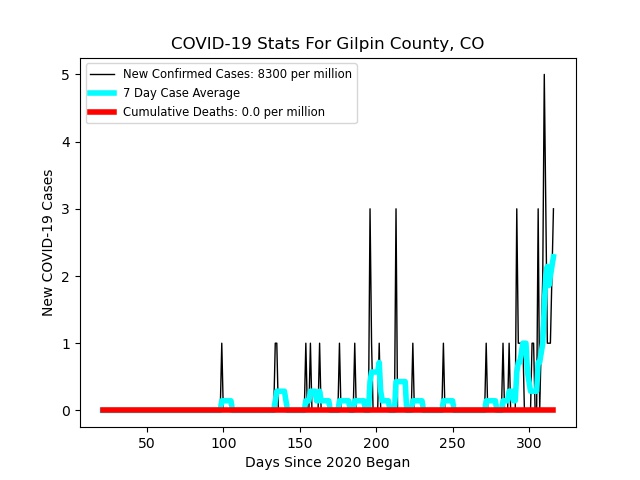 COVID-19 Stats For Gilpin County, CO
New Confirmed Cases: 8300 per million
7 Day Case Average
Cumulative Deaths: 0.0 per million
New COVID-19 Cases
5
4
3
2
1
0
50 100 150 200 250 300
Days Since 2020 Began